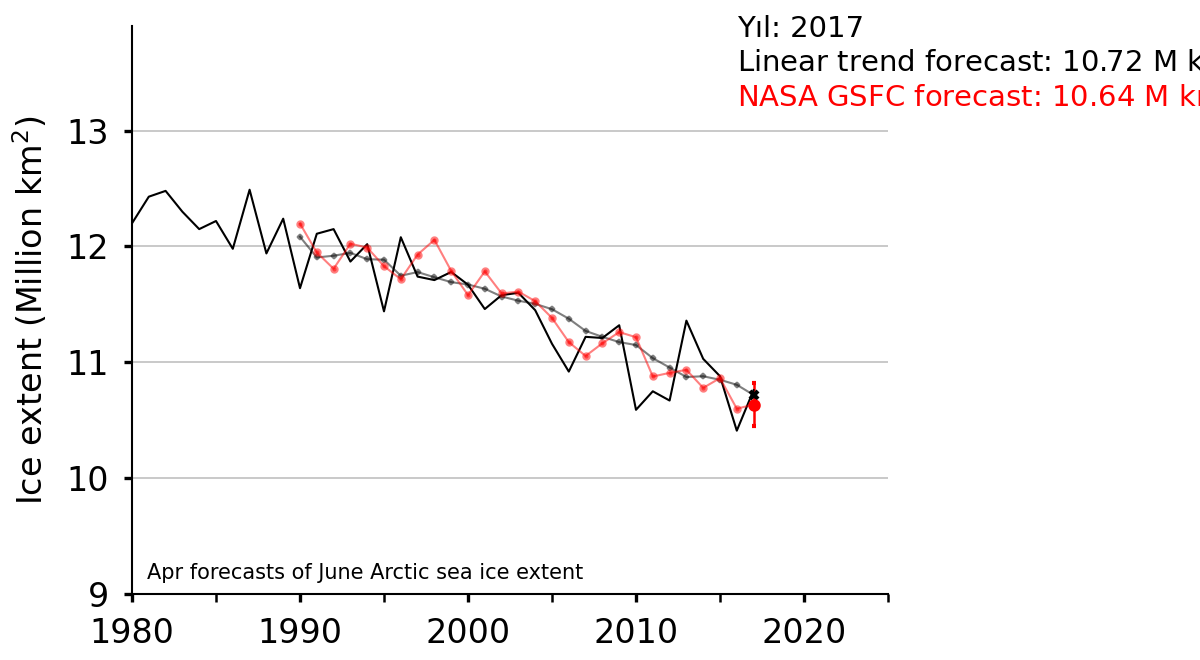 Yıl: 2017
Linear trend forecast: 10.72 M k
NASA GSFC forecast: 10.64 M k
Ice extent (Million km²)
13
12
11
10
9
Apr forecasts of June Arctic sea ice extent
1980 1990 2000 2010 2020